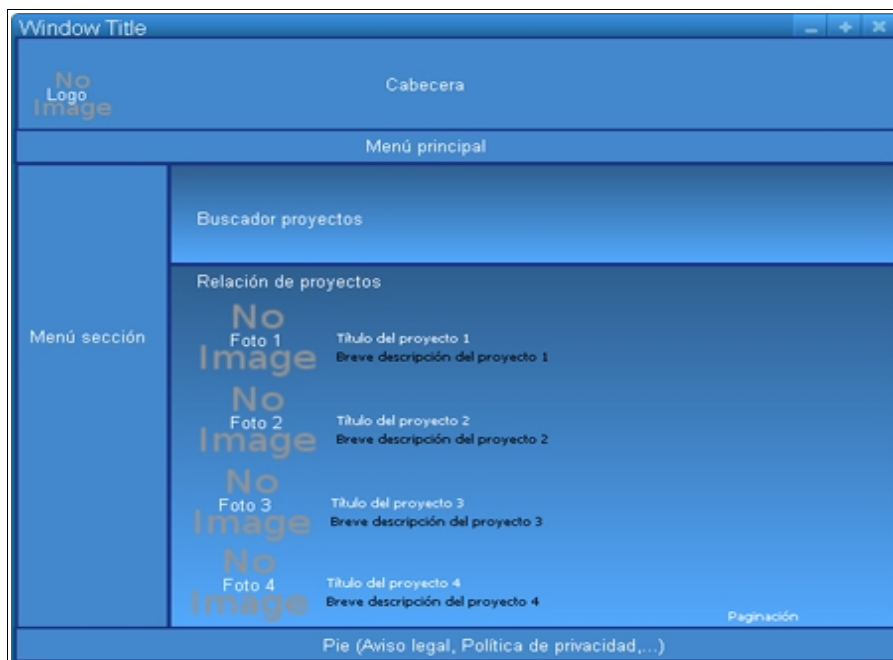 Window Title
No
Image
Logo
Cabecera
Menú principal
Menú sección
Buscador proyectos
Relación de proyectos
No
Image
Foto 1
Título del proyecto 1
Breve descripción del proyecto 1
No
Image
Foto 2
Título del proyecto 2
Breve descripción del proyecto 2
No
Image
Foto 3
Título del proyecto 3
Breve descripción del proyecto 3
No
Image
Foto 4
Título del proyecto 4
Breve descripción del proyecto 4
Paginación
Pie (Aviso legal, Política de privacidad,...)